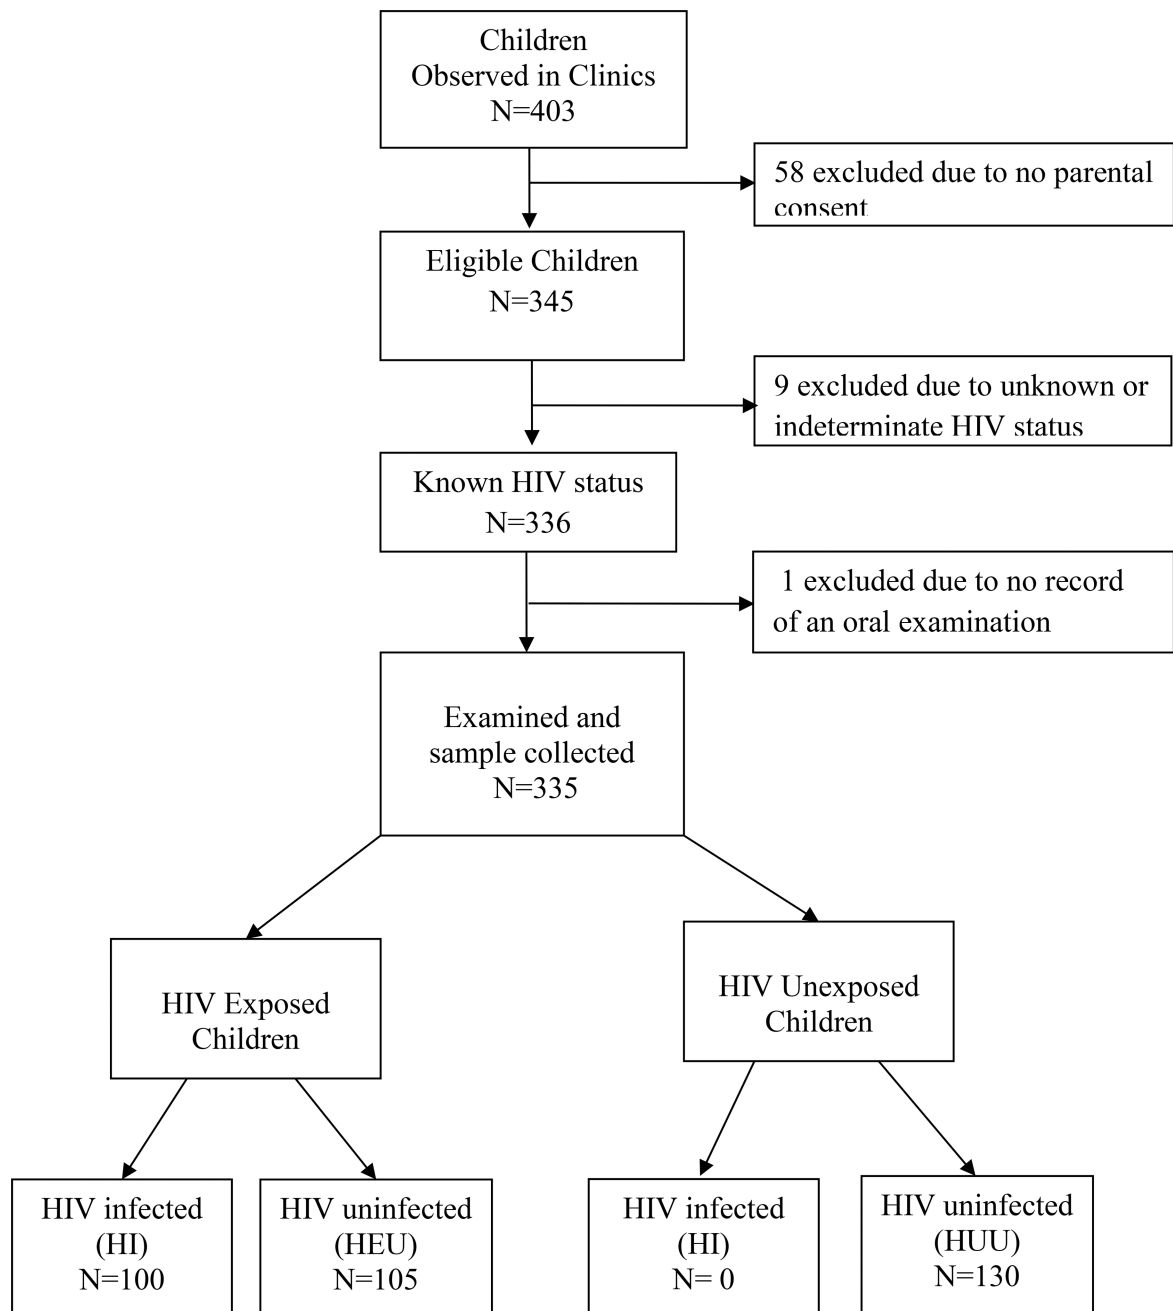 Children
Observed in Clinics
N=403
58 excluded due to no parental
consent
Eligible Children
N=345
9 excluded due to unknown or
indeterminate HIV status
Known HIV status
N=336
1 excluded due to no record
of an oral examination
Examined and
sample collected
N=335
HIV Exposed
Children
HIV Unexposed
Children
HIV infected
(HI)
N=100
HIV uninfected
(HEU)
N=105
HIV infected
(HI)
N= 0
HIV uninfected
(HUU)
N=130